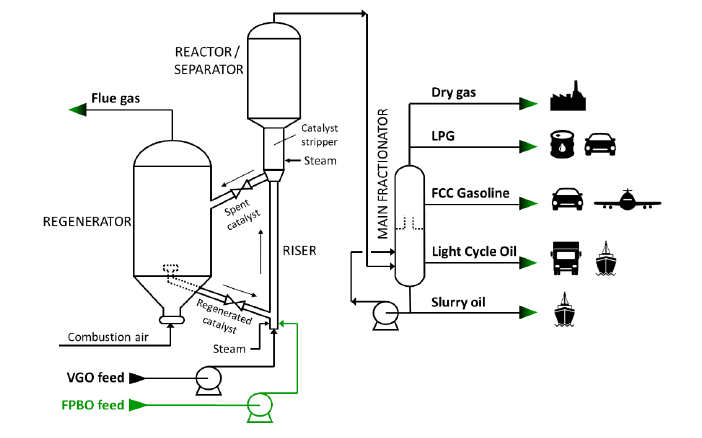 REACTOR /
SEPARATOR
Flue gas
Catalyst
stripper
Steam
REGENERATOR
Spent
catalyst
RISER
Regenerated
catalyst
Combustion air
Steam
VGO feed
FPBO feed
MAIN FRACTIONATOR
Dry gas
LPG
FCC Gasoline
Light Cycle Oil
Slurry oil